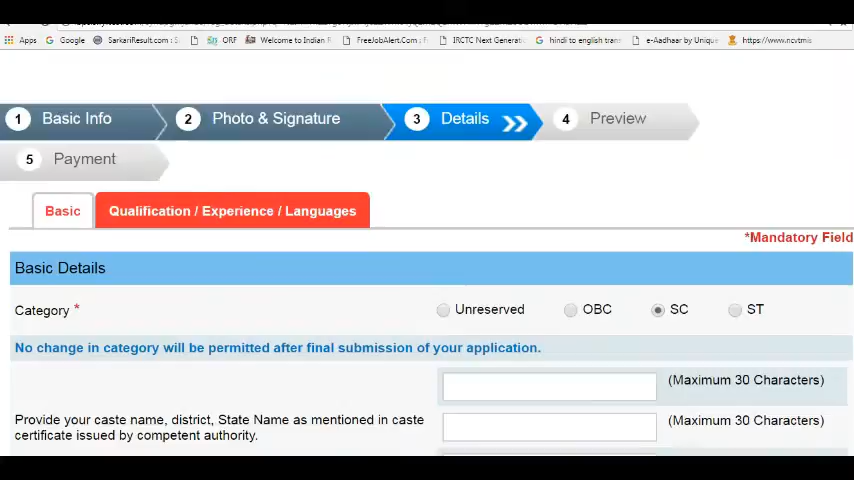 Apps Google SarkariResult.com : S ORF Welcome to Indian R FreeJobAlert.Com : F IRCTC Next Generati hindi to english tran e-Aadhaar by Unique https://www.ncvtmis
1 Basic Info 2 Photo & Signature 3 Details 4 Preview
5 Payment
Basic Qualification / Experience / Languages
*Mandatory Field
Basic Details
Category * Unreserved OBC SC ST
No change in category will be permitted after final submission of your application.
(Maximum 30 Characters)
Provide your caste name, district, State Name as mentioned in caste (Maximum 30 Characters)
certificate issued by competent authority.